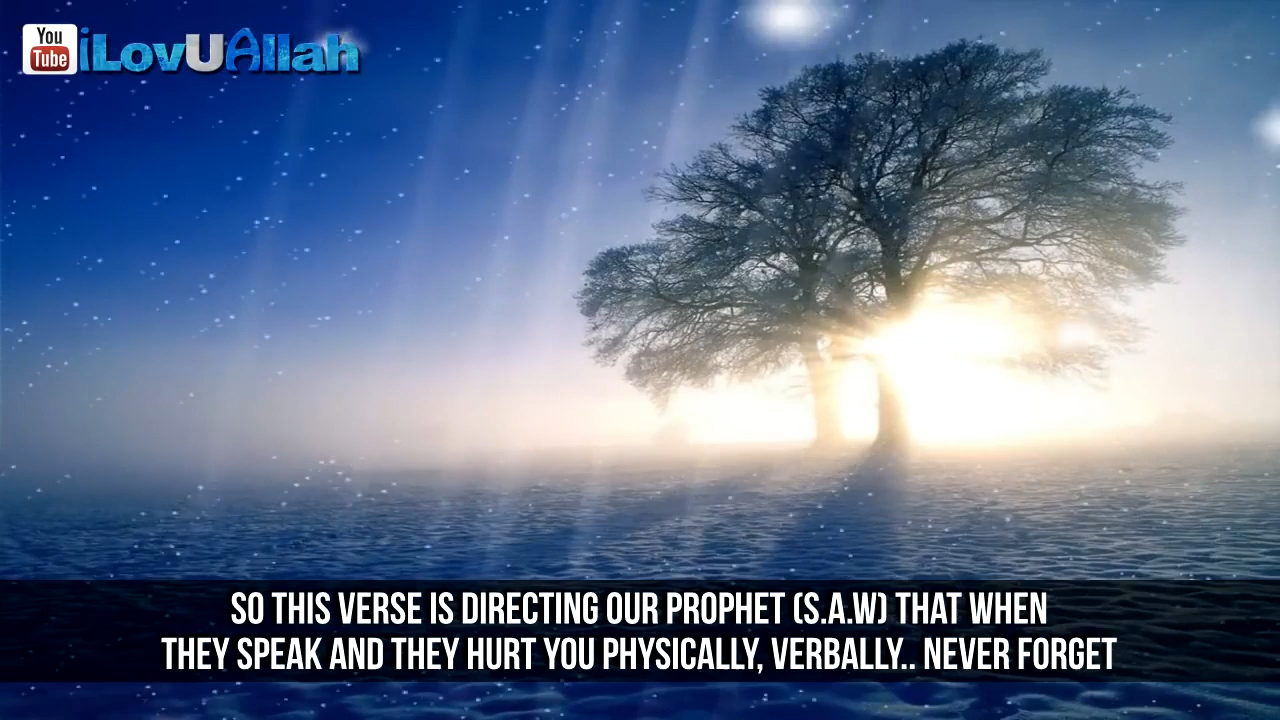 You
Tube
iLovUAllah
SO THIS VERSE IS DIRECTING OUR PROPHET (S.A.W) THAT WHEN
THEY SPEAK AND THEY HURT YOU PHYSICALLY, VERBALLY.. NEVER FORGET